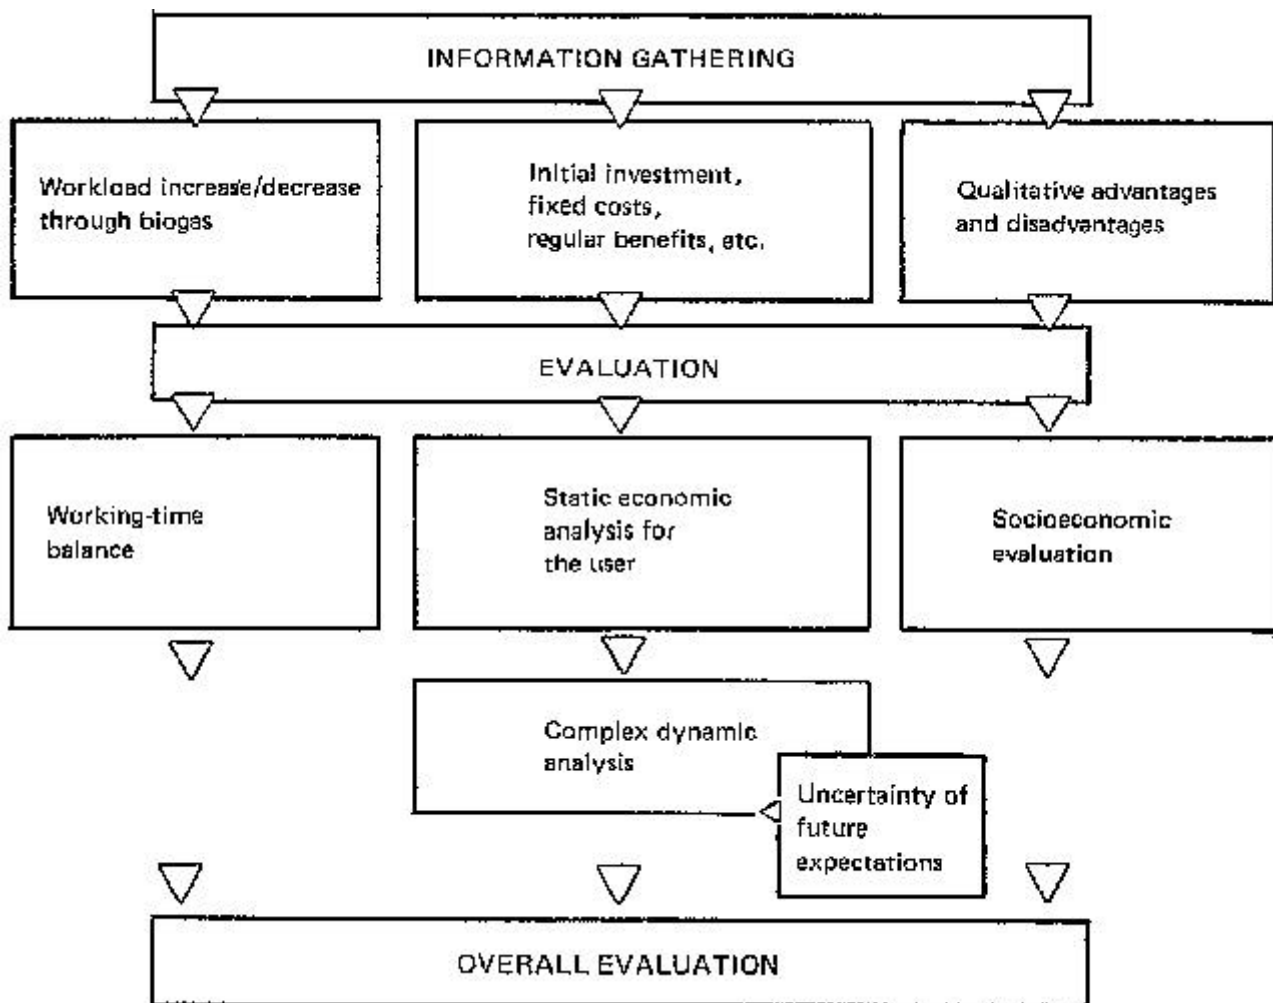 INFORMATION GATHERING
Workload increase/decrease
through biogas
Initial investment,
fixed costs,
regular benefits, etc.
Qualitative advantages
and disadvantages
EVALUATION
Working-time
balance
Static economic
analysis for
the user
Socioeconomic
evaluation
Complex dynamic
analysis
Uncertainty of
future
expectations
OVERALL EVALUATION